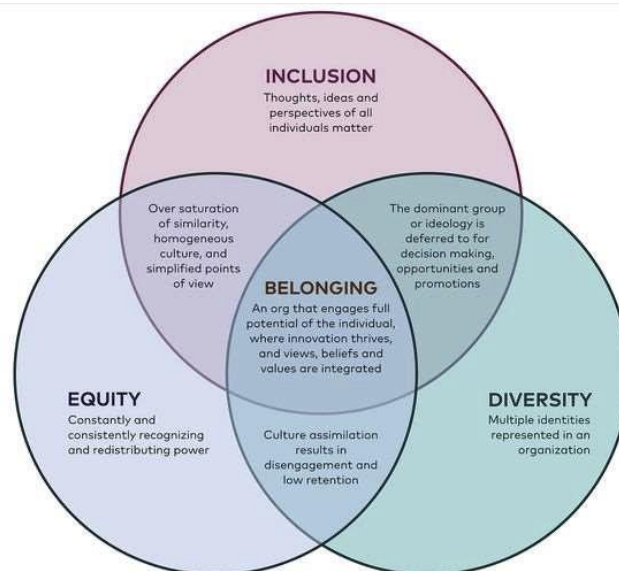 INCLUSION
Thoughts, ideas and
perspectives of all
individuals matter
Over saturation
of similarity,
homogeneous
culture, and
simplified points
of view
The dominant group
or ideology is
deferred to for
decision making,
opportunities and
promotions
BELONGING
An org that engages full
potential of the individual,
where innovation thrives,
and views, beliefs and
values are integrated
EQUITY
Constantly and
consistently recognizing
and redistributing power
DIVERSITY
Multiple identities
represented in an
organization
Culture assimilation
results in
disengagement and
low retention